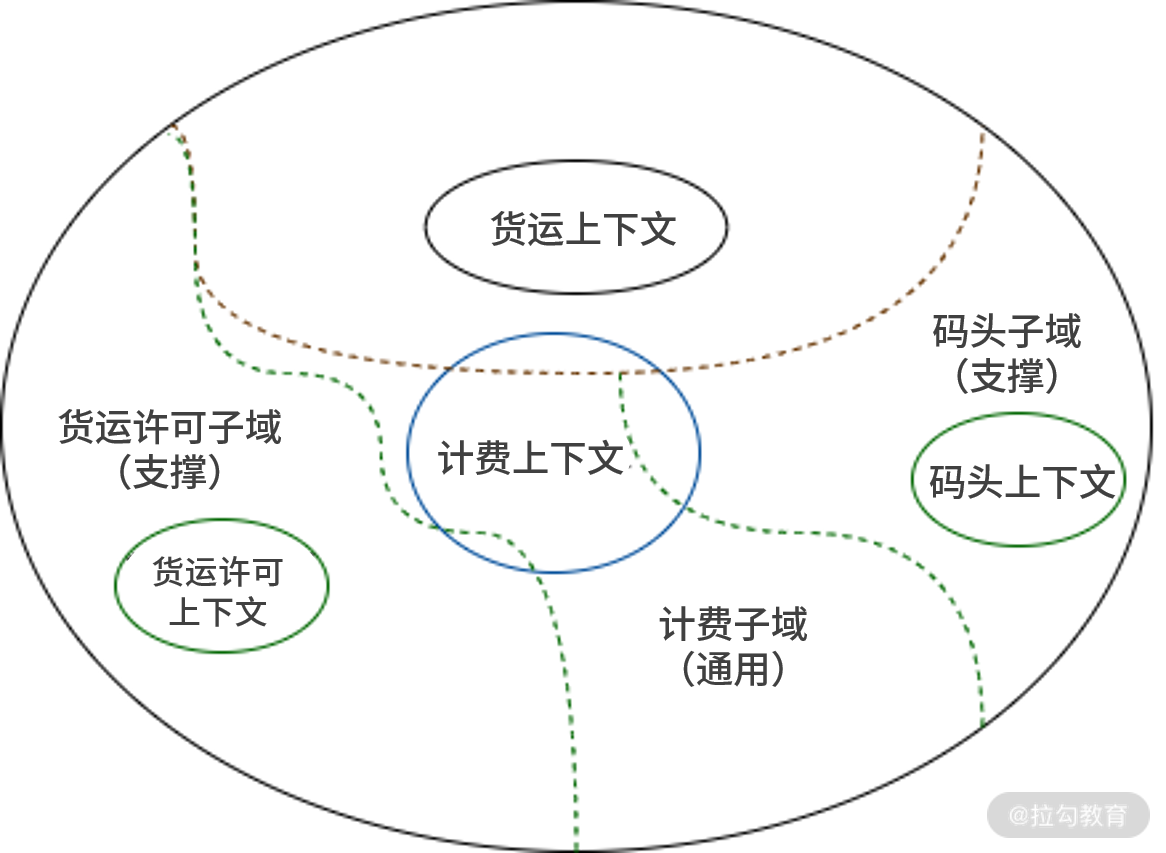 货运上下文
码头子域
（支撑）
货运许可子域
（支撑）
计费上下文
码头上下文
货运许可
上下文
计费子域
（通用）
@拉勾教育